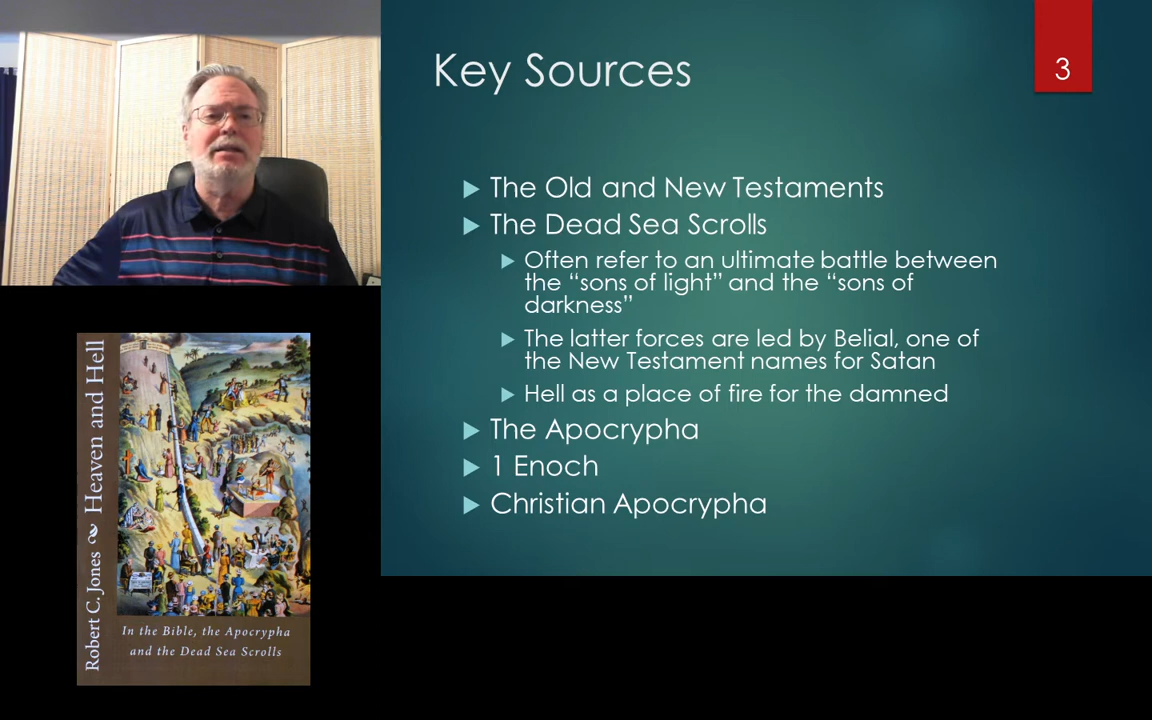 Key Sources
3
The Old and New Testaments
The Dead Sea Scrolls
Often refer to an ultimate battle between
the “sons of light” and the “sons of
darkness”
The latter forces are led by Belial, one of
the New Testament names for Satan
Hell as a place of fire for the damned
The Apocrypha
1 Enoch
Christian Apocrypha
Robert C. Jones Heaven and Hell
In the Bible, the Apocrypha
and the Dead Sea Scrolls